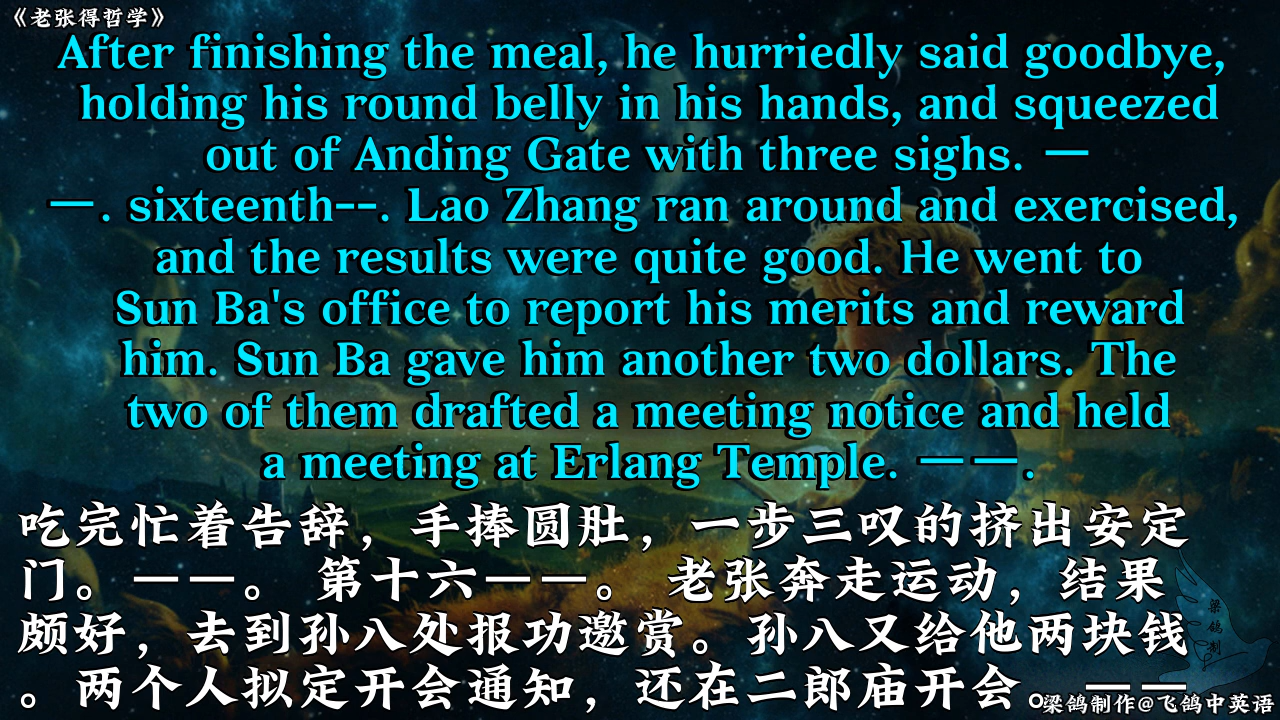 《老张得哲学》
After finishing the meal, he hurriedly said goodbye,
holding his round belly in his hands, and squeezed
out of Anding Gate with three sighs. —
—. sixteenth--. Lao Zhang ran around and exercised,
and the results were quite good. He went to
Sun Ba's office to report his merits and reward
him. Sun Ba gave him another two dollars. The
two of them drafted a meeting notice and held
a meeting at Erlang Temple. ——.
吃完忙着告辞，手捧圆肚，一步三叹的挤出安定
门。——。 第十六——。 老张奔走运动，结果
颇好，去到孙八处报功邀赏。孙八又给他两块钱
。两个人拟定开会通知，还在二郎庙开会。——
梁鸽制
。梁鸽制作@飞鸽中英语